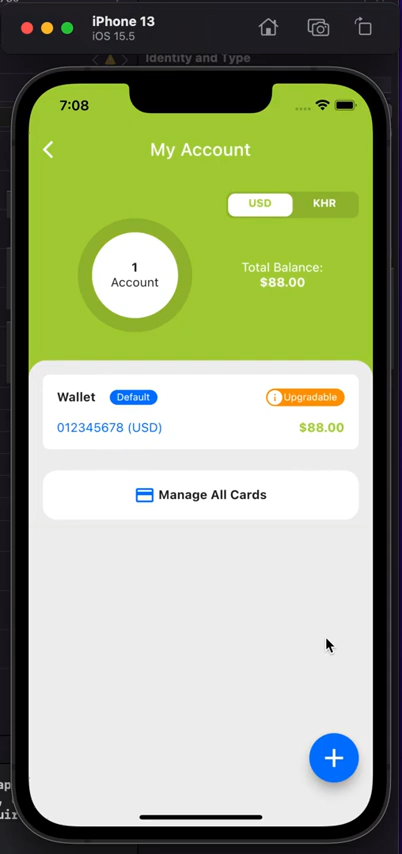 iPhone 13
iOS 15.5
Identity and Type
7:08
My Account
USD
KHR
1
Account
Total Balance:
$88.00
Wallet
Default
Upgradable
012345678 (USD)
$88.00
Manage All Cards